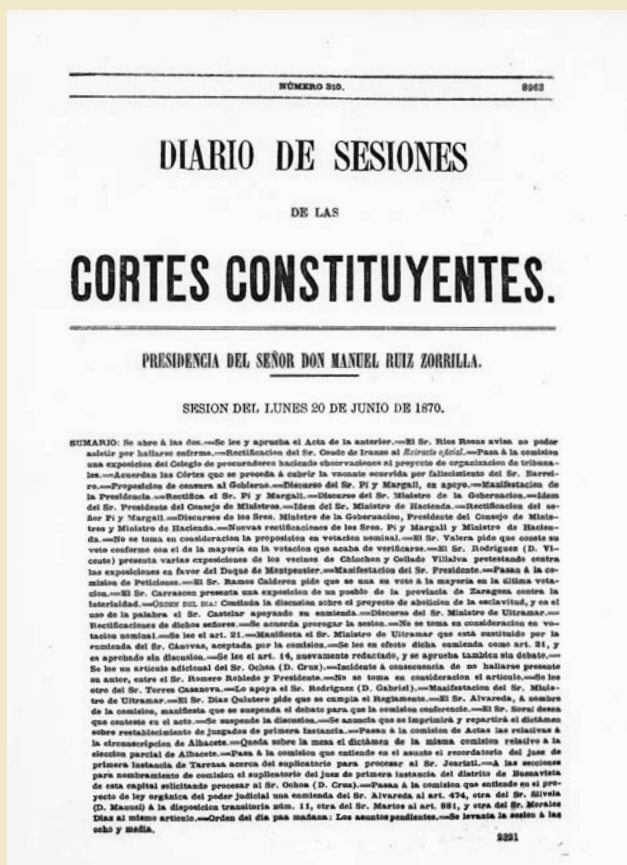 NÚMERO 310. 8963
DIARIO DE SESIONES
DE LAS
CORTES CONSTITUYENTES.
PRESIDENCIA DEL SEÑOR DON MANUEL RUIZ ZORRILLA.
SESION DEL LUNES 20 DE JUNIO DE 1870.
SUMARIO: Se abre á las dos.=Se lee y aprueba el Acta de la anterior.=El Sr. Rios Rosas avisa no poder
asistir por hallarse enfermo.=Rectificacion del Sr. Conde de Iranzo al Extracto oficial.=Pasa á la comision
una exposicion del Colegio de procuradores haciendo observaciones al proyecto de organizacion de tribuna-
les.=Acuerdan las Córtes que se proceda á cubrir la vacante ocurrida por fallecimiento del Sr. Barrei-
ro.=Proposicion de censura al Gobierno.=Discurso del Sr. Pí y Margall, en apoyo.=Manifestacion de
la Presidencia.=Rectifica el Sr. Pí y Margall.=Discurso del Sr. Ministro de la Gobernacion.=Idem
del Sr. Presidente del Consejo de Ministros.=Idem del Sr. Ministro de Hacienda.=Rectificacion del se-
ñor Pí y Margall.=Discursos de los Sres. Ministro de la Gobernacion, Presidente del Consejo de Minis-
tros y Ministro de Hacienda.=Nuevas rectificaciones de los Sres. Pí y Margall y Ministro de Hacien-
da.=No se toma en consideracion la proposicion en votacion nominal.=El Sr. Valera pide que conste su
voto conforme con el de la mayoría en la votacion que acaba de verificarse.=El Sr. Rodriguez (D. Vi-
cente) presenta varias exposiciones de los vecinos de Chinchon y Collado Villalva protestando contra
las exposiciones en favor del Duque de Montpensier.=Manifestacion del Sr. Presidente.=Pasan á la co-
mision de Peticiones.=El Sr. Ramos Calderon pide que se una su voto á la mayoría en la última vota-
cion.=El Sr. Carrascon presenta una exposicion de un pueblo de la provincia de Zaragoza contra la
interinidad.=ORDEN DEL DIA: Continúa la discusion sobre el proyecto de abolicion de la esclavitud, y en el
uso de la palabra el Sr. Castelar apoyando su enmienda.=Discurso del Sr. Ministro de Ultramar.=
Rectificaciones de dichos señores.=Se acuerda prorogar la sesion.=No se toma en consideracion en vo-
tacion nominal.=Se lee el art. 21.=Manifiesta el Sr. Ministro de Ultramar que está sustituido por la
enmienda del Sr. Cánovas, aceptada por la comision.=Se lee en efecto dicha enmienda como art. 21, y
es aprobado sin discusion.=Se lee el art. 14, nuevamente redactado, y se aprueba tambien sin debate.=
Se lee un artículo adicional del Sr. Ochoa (D. Cruz).=Incidente á consecuencia de no hallarse presente
su autor, entre el Sr. Romero Robledo y Presidente.=No se toma en consideracion el artículo.=Se lee
otro del Sr. Torres Casanova.=Lo apoya el Sr. Rodriguez (D. Gabriel).=Manifestacion del Sr. Minis-
tro de Ultramar.=El Sr. Diaz Quintero pide que se cumpla el Reglamento.=El Sr. Alvareda, á nombre
de la comision, manifiesta que se suspenda el debate para que la comision conferencie.=El Sr. Sorní desea
que conteste en el acto.=Se suspende la discusion.=Se anuncia que se imprimirá y repartirá el dictámen
sobre restablecimiento de juzgados de primera instancia.=Pasan á la comision de Actas las relativas á
la circunscripcion de Albacete.=Queda sobre la mesa el dictámen de la misma comision relativo á la
eleccion parcial de Albacete.=Pasa á la comision que entiende en el asunto el recordatorio del juez de
primera instancia de Tarrasa acerca del suplicatorio para procesar al Sr. Joarizti.=A las secciones
para nombramiento de comision el suplicatorio del juez de primera instancia del distrito de Buenavista
de esta capital solicitando procesar al Sr. Ochoa (D. Cruz).=Pasan á la comision que entiende en el pro-
yecto de ley orgánica del poder judicial una enmienda del Sr. Alvareda al art. 474, otra del Sr. Silvela
(D. Manuel) á la disposicion transitoria núm. 11, otra del Sr. Martos al art. 881, y otra del Sr. Morales
Diaz al mismo artículo.=Orden del dia paa mañana: Los asuntos pendientes.=Se levanta la sesion á las
ocho y media.
2321